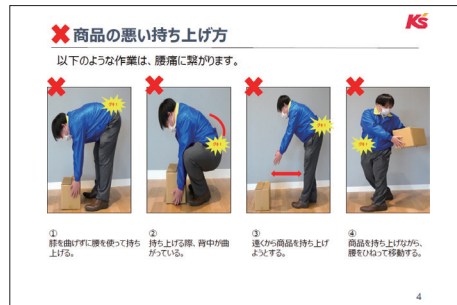 K's
商品の悪い持ち上げ方
以下のような作業は、腰痛に繋がります。
①
膝を曲げずに腰を使って持ち
上げる。
②
持ち上げる際、背中が曲
がっている。
③
遠くから商品を持ち上げ
ようとする。
④
商品を持ち上げながら、
腰をひねって移動する。
4